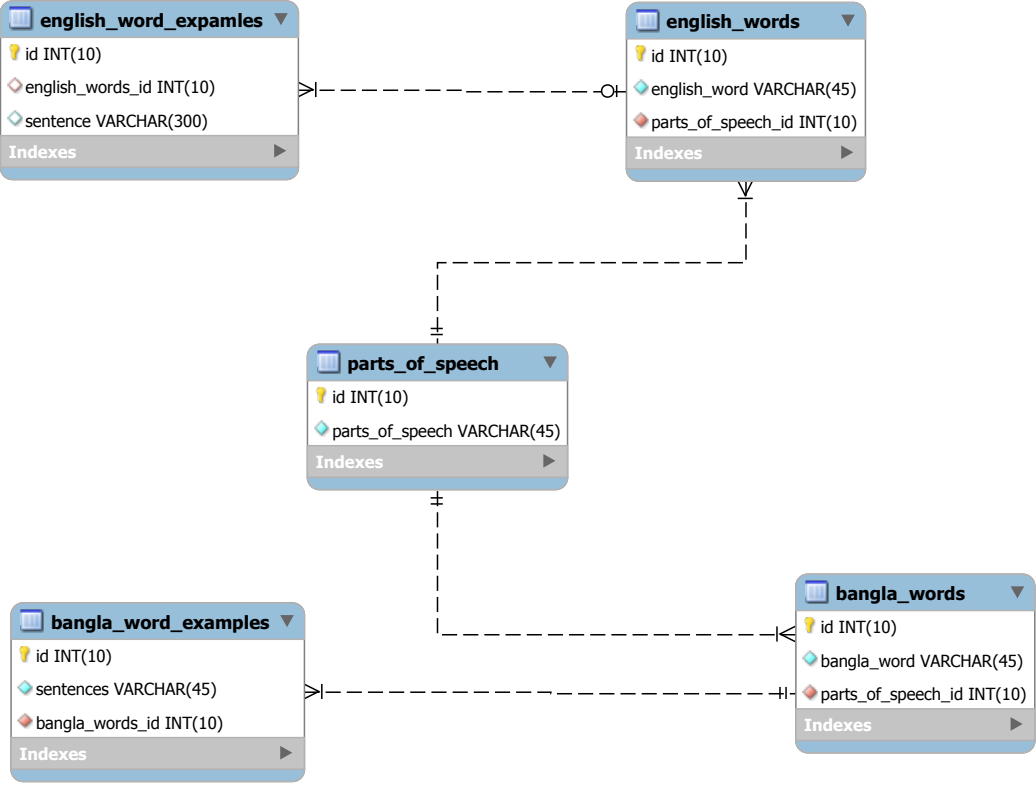 english_word_expamles
id INT(10)
english_words_id INT(10)
sentence VARCHAR(300)
Indexes
english_words
id INT(10)
english_word VARCHAR(45)
parts_of_speech_id INT(10)
Indexes
parts_of_speech
id INT(10)
parts_of_speech VARCHAR(45)
Indexes
bangla_word_examples
id INT(10)
sentences VARCHAR(45)
bangla_words_id INT(10)
Indexes
bangla_words
id INT(10)
bangla_word VARCHAR(45)
parts_of_speech_id INT(10)
Indexes